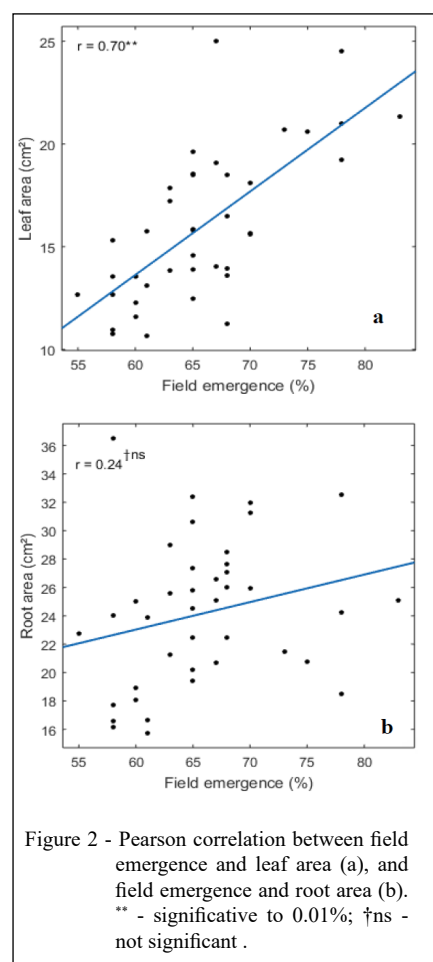 r = 0.70**
Leaf area (cm²)
25
20
15
10
a
55 60 65 70 75 80
Field emergence (%)
r = 0.24†ns
Root area (cm²)
36
34
32
30
28
26
24
22
20
18
16
b
55 60 65 70 75 80
Field emergence (%)
Figure 2 - Pearson correlation between field
emergence and leaf area (a), and
field emergence and root area (b).
** - significative to 0.01%; †ns -
not significant .